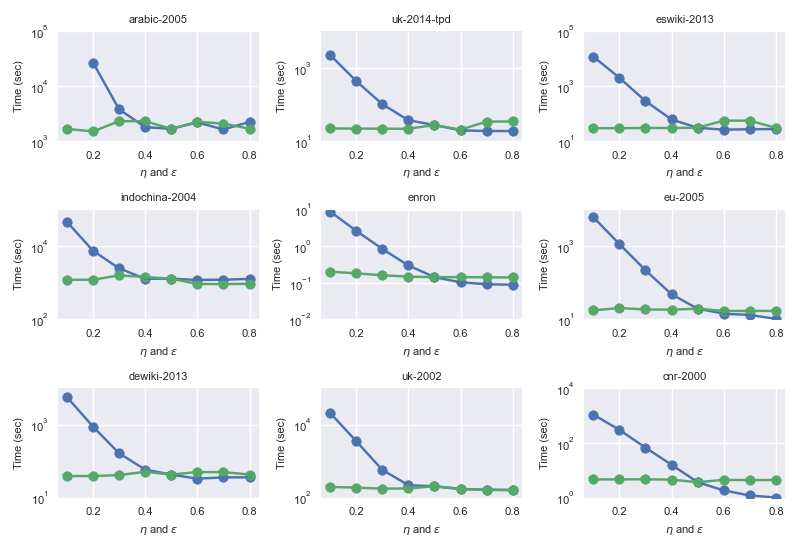 arabic-2005
Time (sec)
10^5
10^4
10^3
0.2 0.4 0.6 0.8
η and ε
uk-2014-tpd
Time (sec)
10^3
10^1
0.2 0.4 0.6 0.8
η and ε
eswiki-2013
Time (sec)
10^5
10^3
10^1
0.2 0.4 0.6 0.8
η and ε
indochina-2004
Time (sec)
10^4
10^2
0.2 0.4 0.6 0.8
η and ε
enron
Time (sec)
10^1
10^0
10^−1
10^−2
0.2 0.4 0.6 0.8
η and ε
eu-2005
Time (sec)
10^3
10^1
0.2 0.4 0.6 0.8
η and ε
dewiki-2013
Time (sec)
10^3
10^1
0.2 0.4 0.6 0.8
η and ε
uk-2002
Time (sec)
10^4
10^2
0.2 0.4 0.6 0.8
η and ε
cnr-2000
Time (sec)
10^4
10^2
10^0
0.2 0.4 0.6 0.8
η and ε